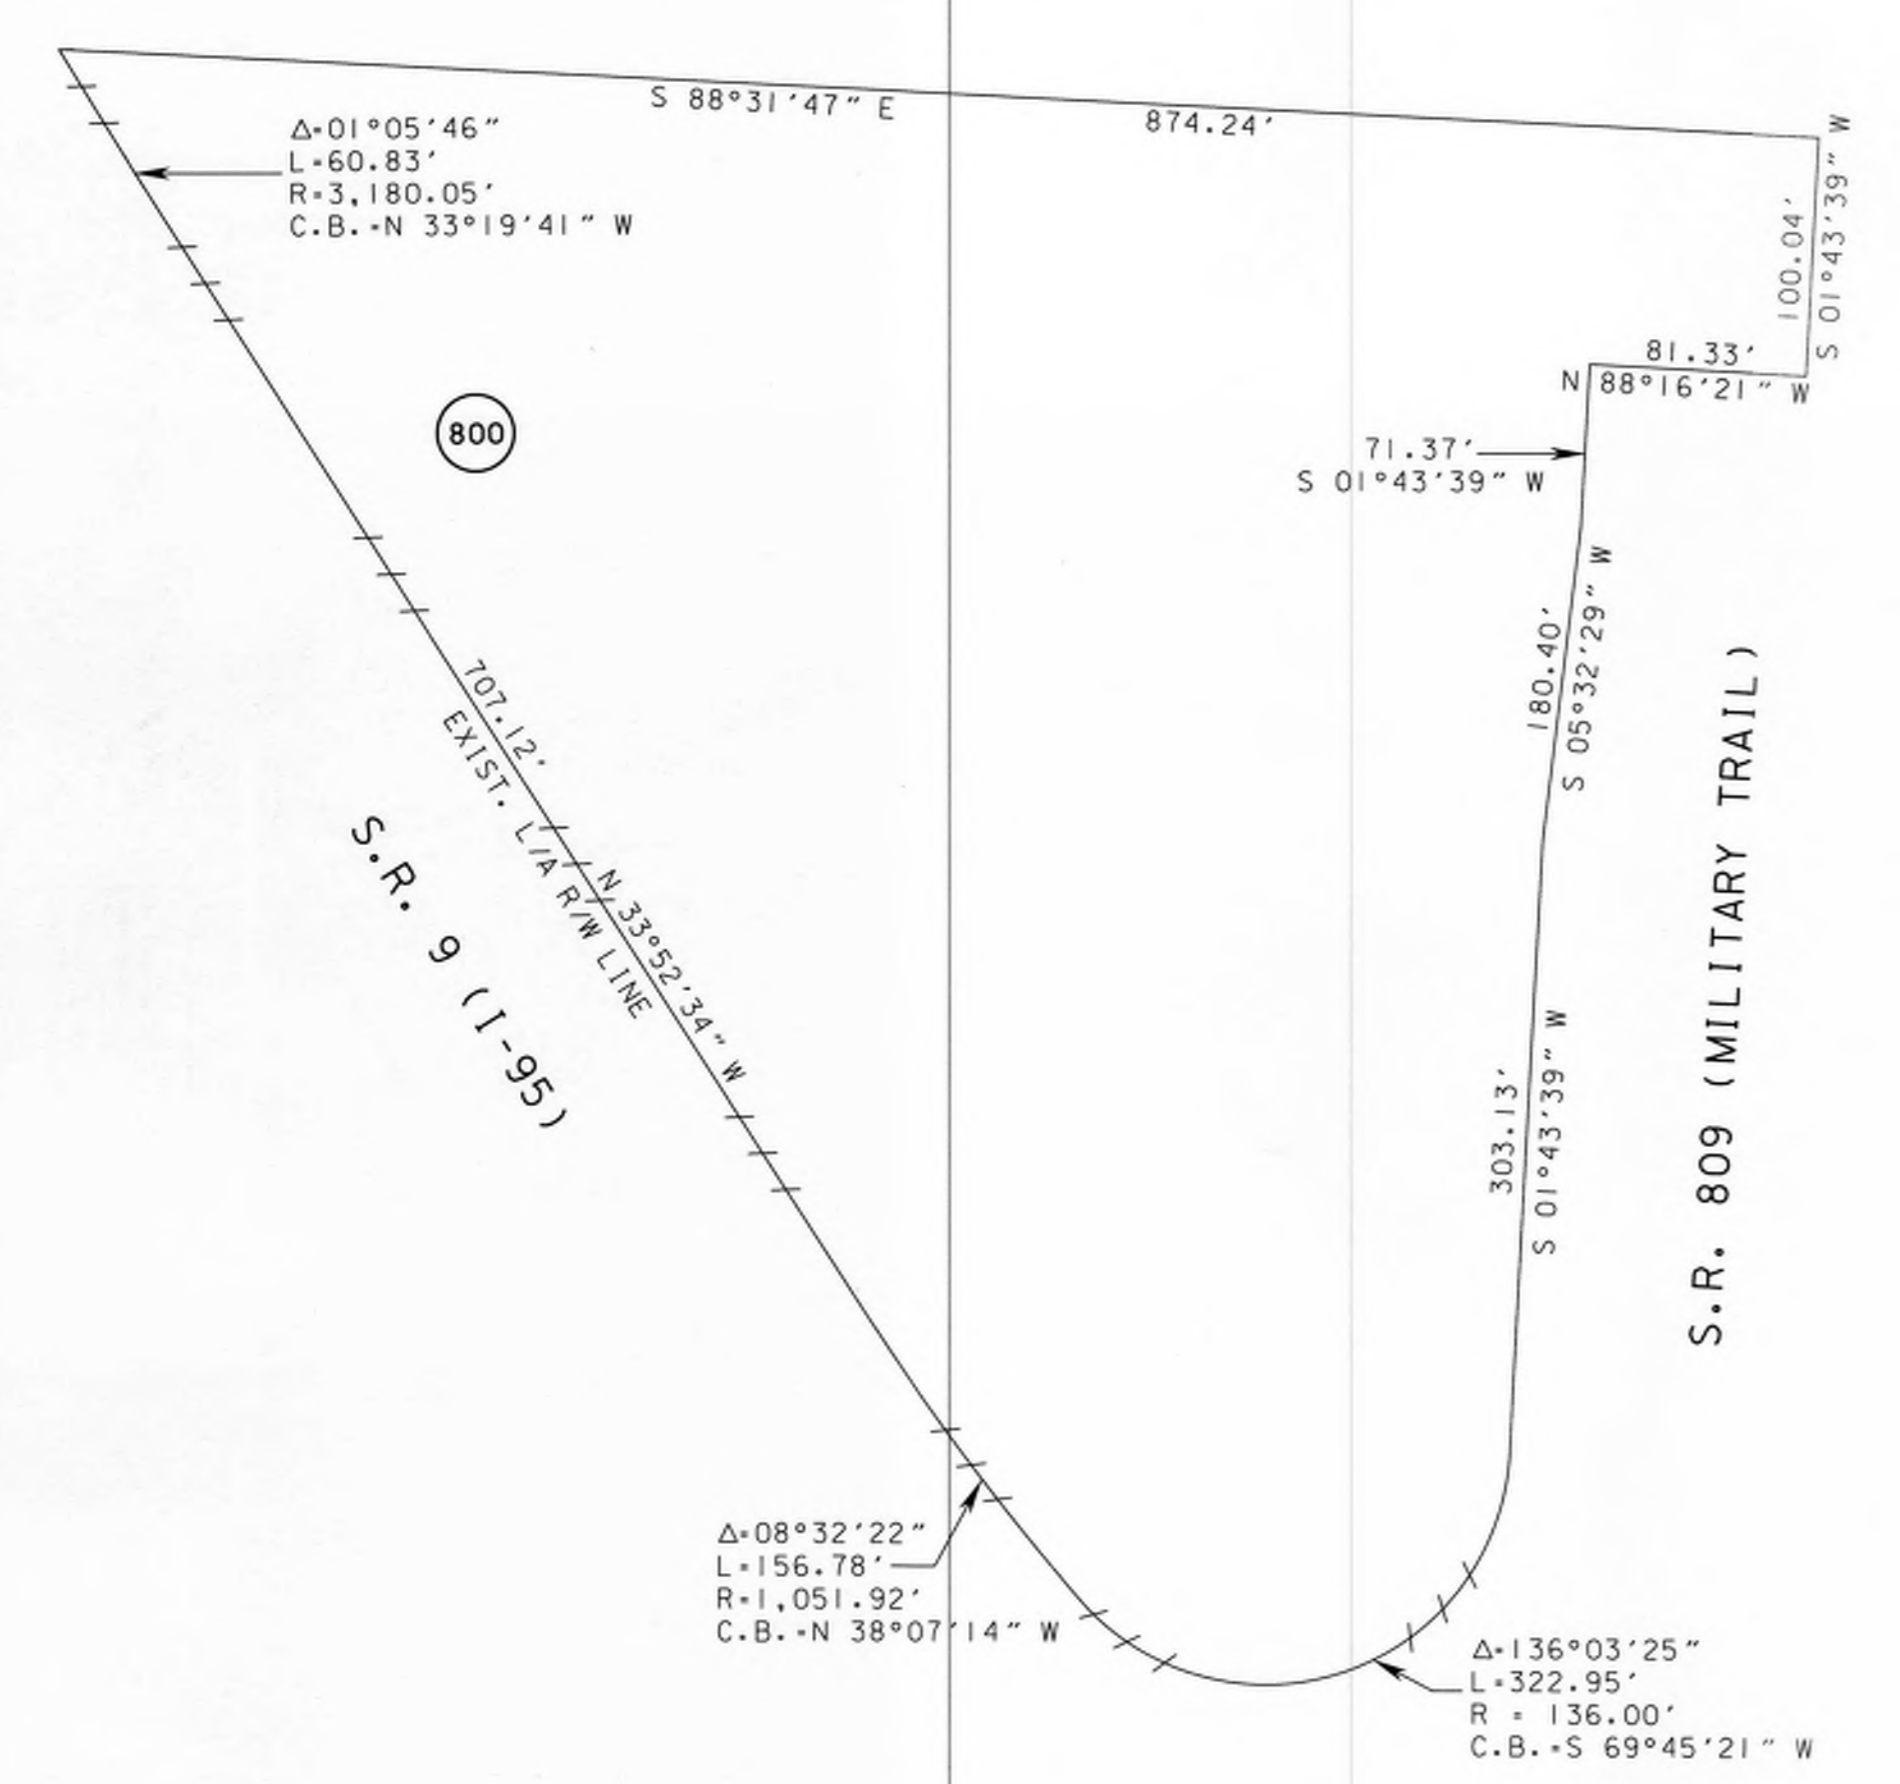 S 88°31'47" E
874.24'
Δ=01°05'46"
L=60.83'
R=3,180.05'
C.B.=N 33°19'41" W
100.04'
S 01°43'39" W
81.33'
N 88°16'21" W
800
71.37'
S 01°43'39" W
180.40'
S 05°32'29" W
707.12'
EXIST. L/A R/W LINE
N 33°52'34" W
S.R. 9 (I-95)
S.R. 809 (MILITARY TRAIL)
303.13'
S 01°43'39" W
Δ=08°32'22"
L=156.78'
R=1,051.92'
C.B.=N 38°07'14" W
Δ=136°03'25"
L=322.95'
R = 136.00'
C.B.=S 69°45'21" W